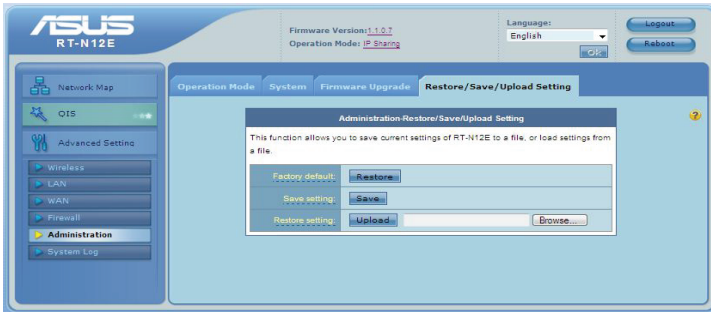 ASUS
RT-N12E
Firmware Version:1.1.0.7
Operation Mode: IP Sharing
Language:
English
Ok
Logout
Reboot
Network Map
QIS
Advanced Setting
Wireless
LAN
WAN
Firewall
Administration
System Log
Operation Mode
System
Firmware Upgrade
Restore/Save/Upload Setting
Administration-Restore/Save/Upload Setting
This function allows you to save current settings of RT-N12E to a file, or load settings from
a file.
Factory default:
Restore
Save setting:
Save
Restore setting:
Upload
Browse...
?